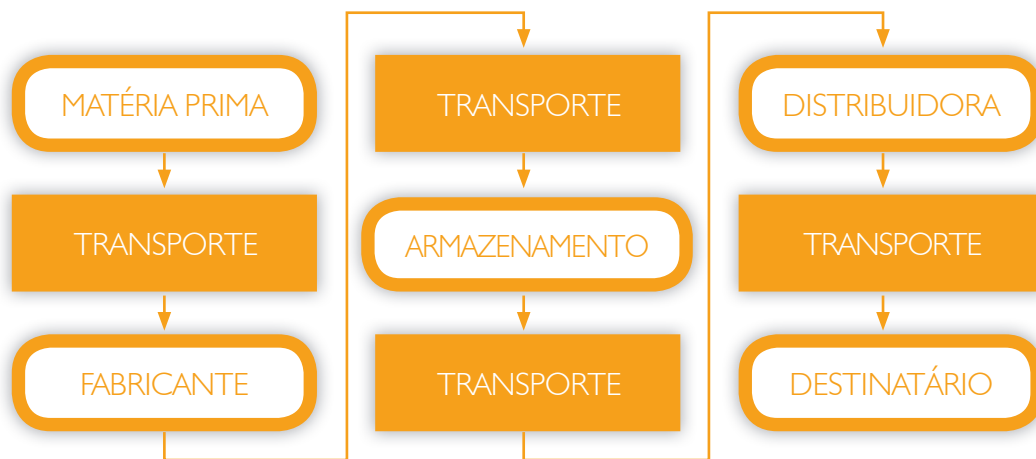 MATÉRIA PRIMA
TRANSPORTE
FABRICANTE
TRANSPORTE
ARMAZENAMENTO
TRANSPORTE
DISTRIBUIDORA
TRANSPORTE
DESTINATÁRIO